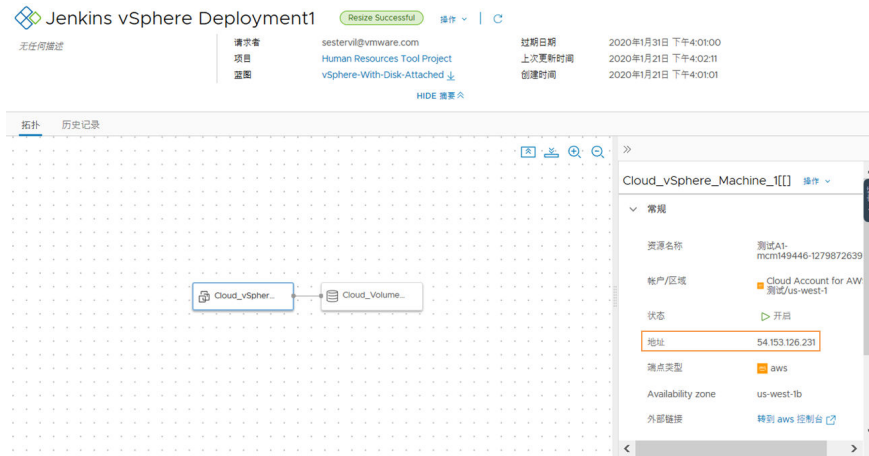 Jenkins vSphere Deployment1 Resize Successful 操作
无任何描述
请求者 sestervil@vmware.com
项目 Human Resources Tool Project
蓝图 vSphere-With-Disk-Attached
过期日期 2020年1月31日 下午4:01:00
上次更新时间 2020年1月21日 下午4:02:11
创建时间 2020年1月21日 下午4:01:01
HIDE 摘要
拓扑 历史记录
Cloud_vSpher...
Cloud_Volume...
Cloud_vSphere_Machine_1[[] 操作
常规
资源名称 测试A1-
mcm149446-1279872639
帐户/区域 Cloud Account for AW
测试/us-west-1
状态 开启
地址 54.153.126.231
端点类型 aws
Availability zone us-west-1b
外部链接 转到 aws 控制台